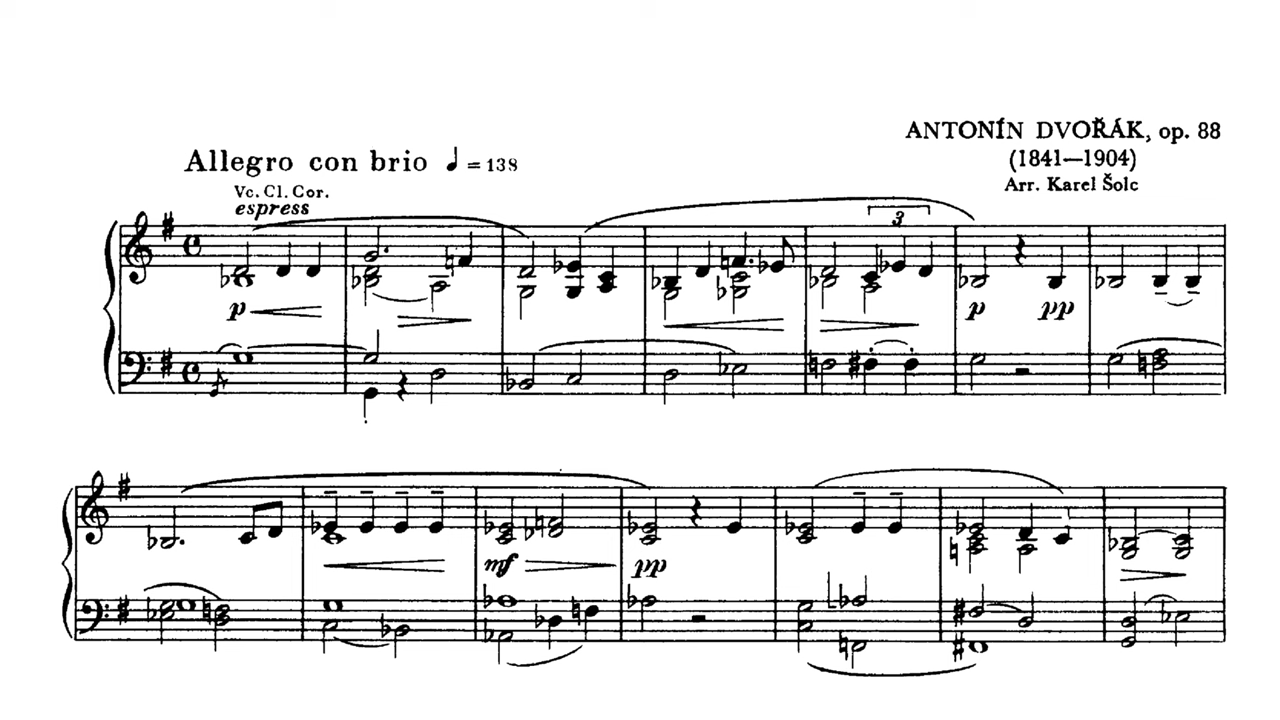 ANTONÍN DVOŘÁK, op. 88
(1841—1904)
Arr. Karel Šolc
Allegro con brio ♩ = 138
Vc. Cl. Cor.
espress
3
p
p pp
mf pp